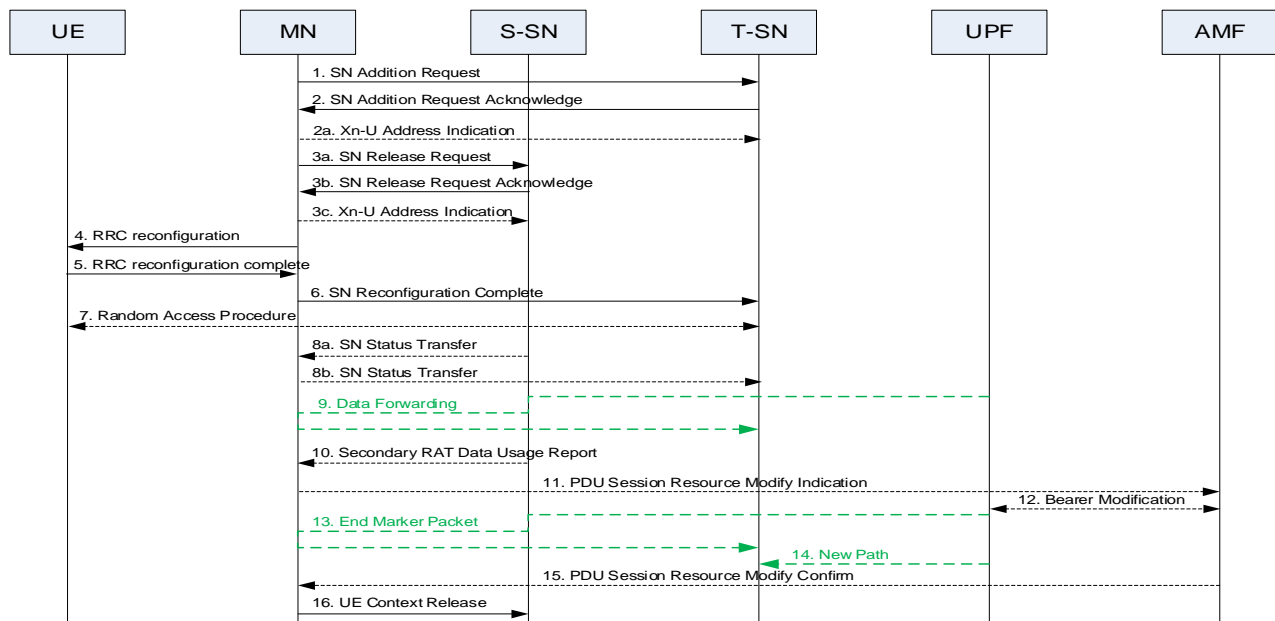 UE MN S-SN T-SN UPF AMF
1. SN Addition Request
2. SN Addition Request Acknowledge
2a. Xn-U Address Indication
3a. SN Release Request
3b. SN Release Request Acknowledge
3c. Xn-U Address Indication
4. RRC reconfiguration
5. RRC reconfiguration complete
6. SN Reconfiguration Complete
7. Random Access Procedure
8a. SN Status Transfer
8b. SN Status Transfer
9. Data Forwarding
10. Secondary RAT Data Usage Report
11. PDU Session Resource Modify Indication
12. Bearer Modification
13. End Marker Packet
14. New Path
15. PDU Session Resource Modify Confirm
16. UE Context Release